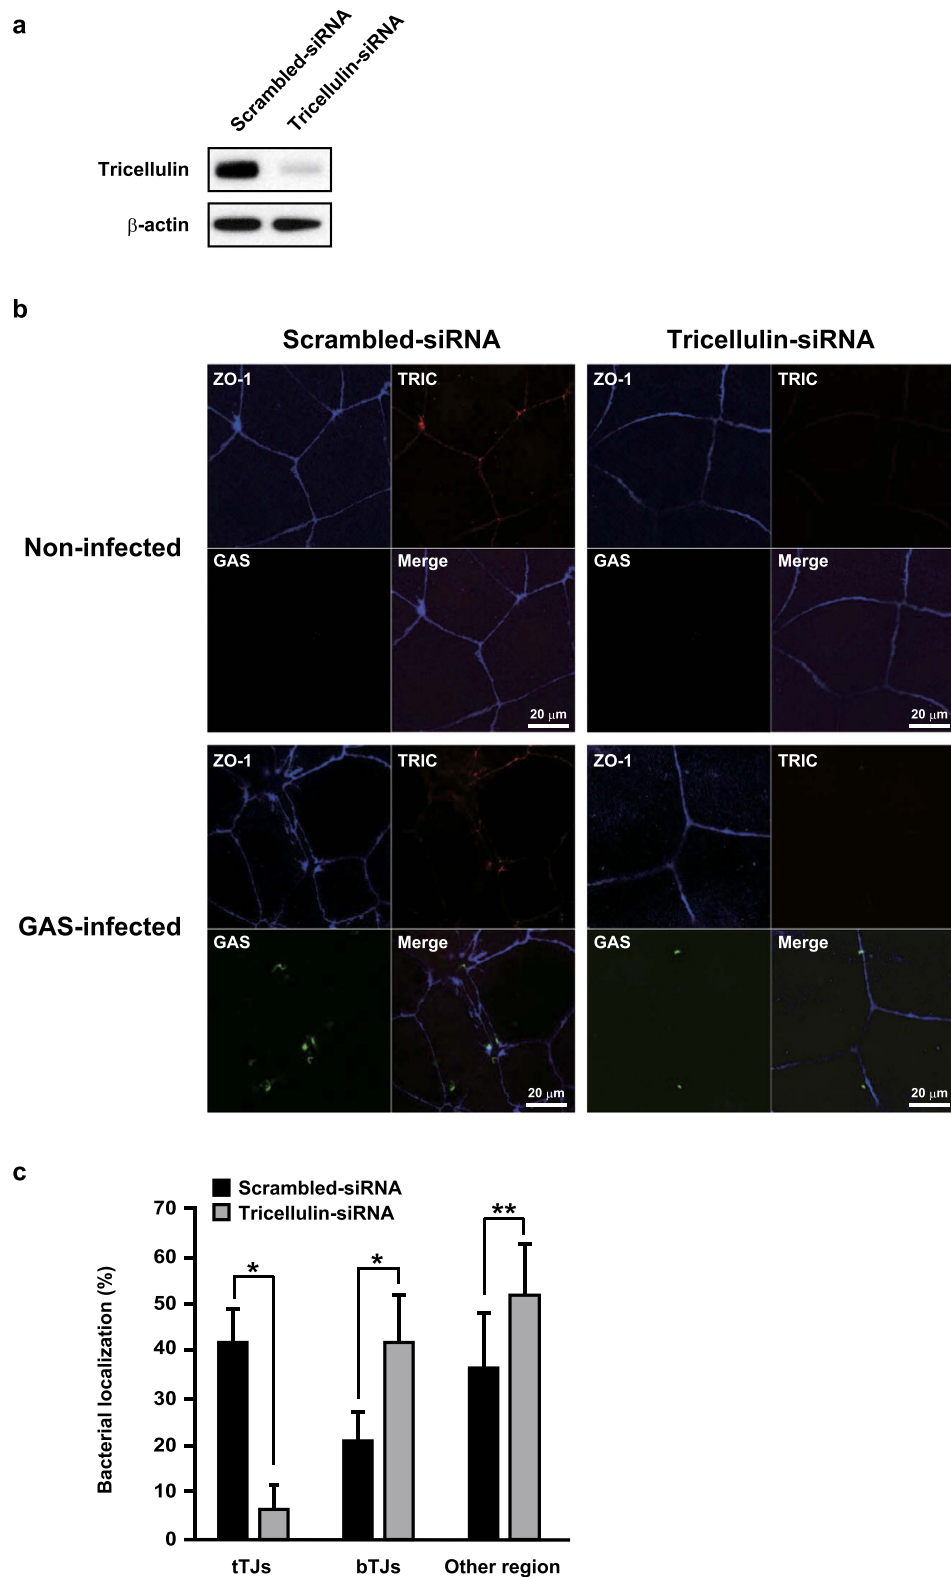 a
Scrambled-siRNA
Tricellulin-siRNA
Tricellulin
β-actin
b
Scrambled-siRNA
Tricellulin-siRNA
Non-infected
ZO-1
TRIC
GAS
Merge
20 μm
ZO-1
TRIC
GAS
Merge
20 μm
GAS-infected
ZO-1
TRIC
GAS
Merge
20 μm
ZO-1
TRIC
GAS
Merge
20 μm
c
Scrambled-siRNA
Tricellulin-siRNA
Bacterial localization (%)
70
60
50
40
30
20
10
0
*
*
**
tTJs
bTJs
Other region